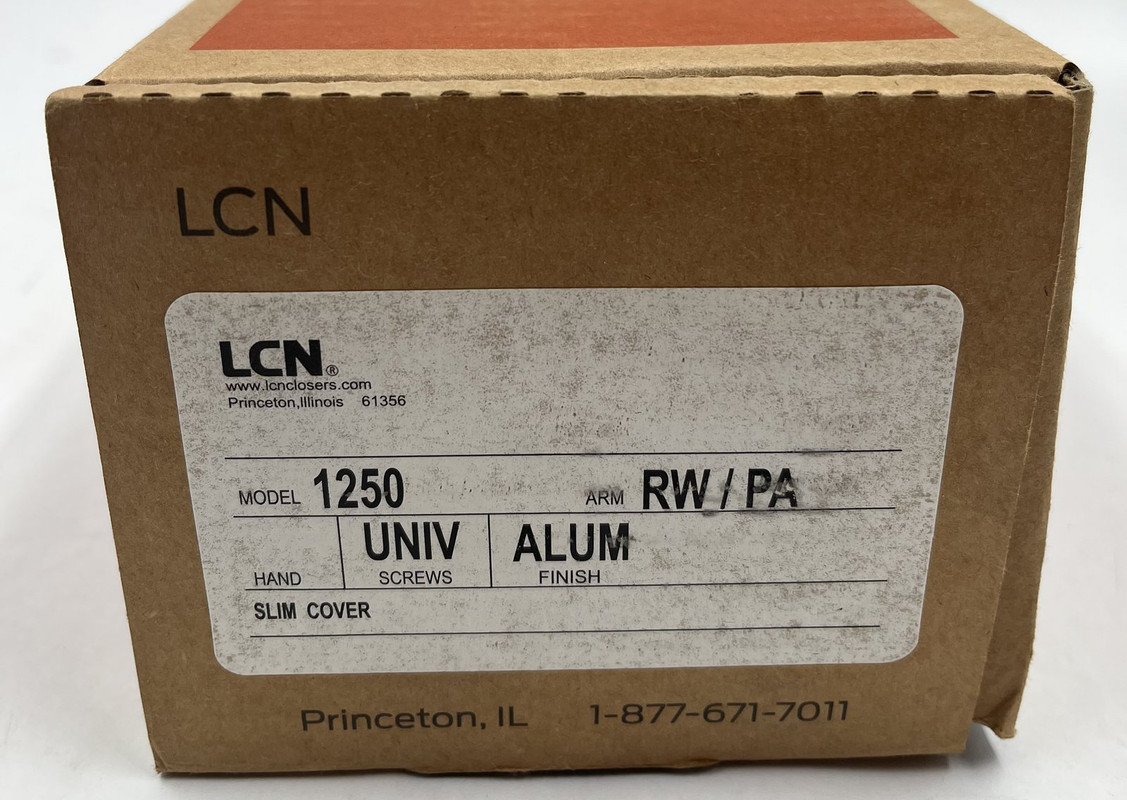 LCN
LCN®
www.lcnclosers.com
Princeton,Illinois 61356
MODEL 1250 ARM RW / PA
UNIV ALUM
HAND SCREWS FINISH
SLIM COVER
Princeton, IL 1-877-671-7011